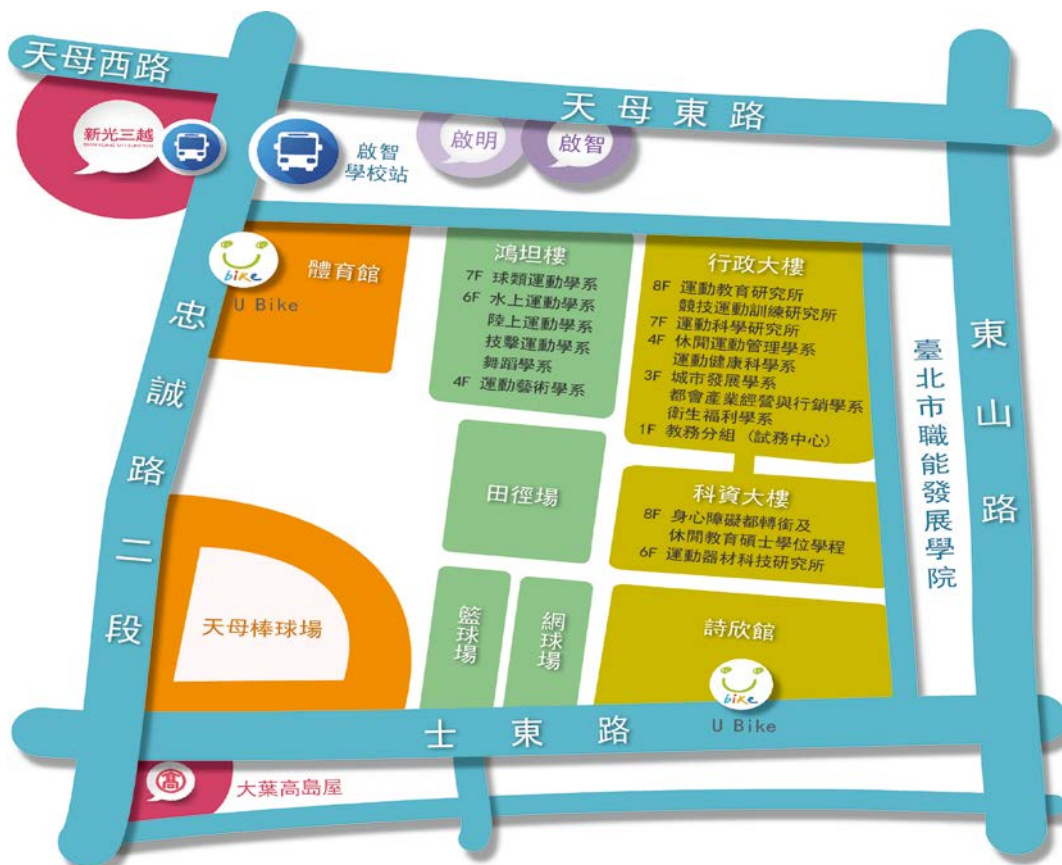 天母西路
天母東路
新光三越
啟智
學校站
啟明
啟智
bike
U Bike
體育館
鴻坦樓
7F 球類運動學系
6F 水上運動學系
陸上運動學系
技擊運動學系
舞蹈學系
4F 運動藝術學系
行政大樓
8F 運動教育研究所
競技運動訓練研究所
7F 運動科學研究所
4F 休閒運動管理學系
運動健康科學系
3F 城市發展學系
都會產業經營與行銷學系
衛生福利學系
1F 教務分組 (試務中心)
忠誠路二段
東山路
臺北市職能發展學院
田徑場
科資大樓
8F 身心障礙都轉銜及
休閒教育碩士學位學程
6F 運動器材科技研究所
天母棒球場
籃球場
網球場
詩欣館
bike
U Bike
士東路
高
大葉高島屋